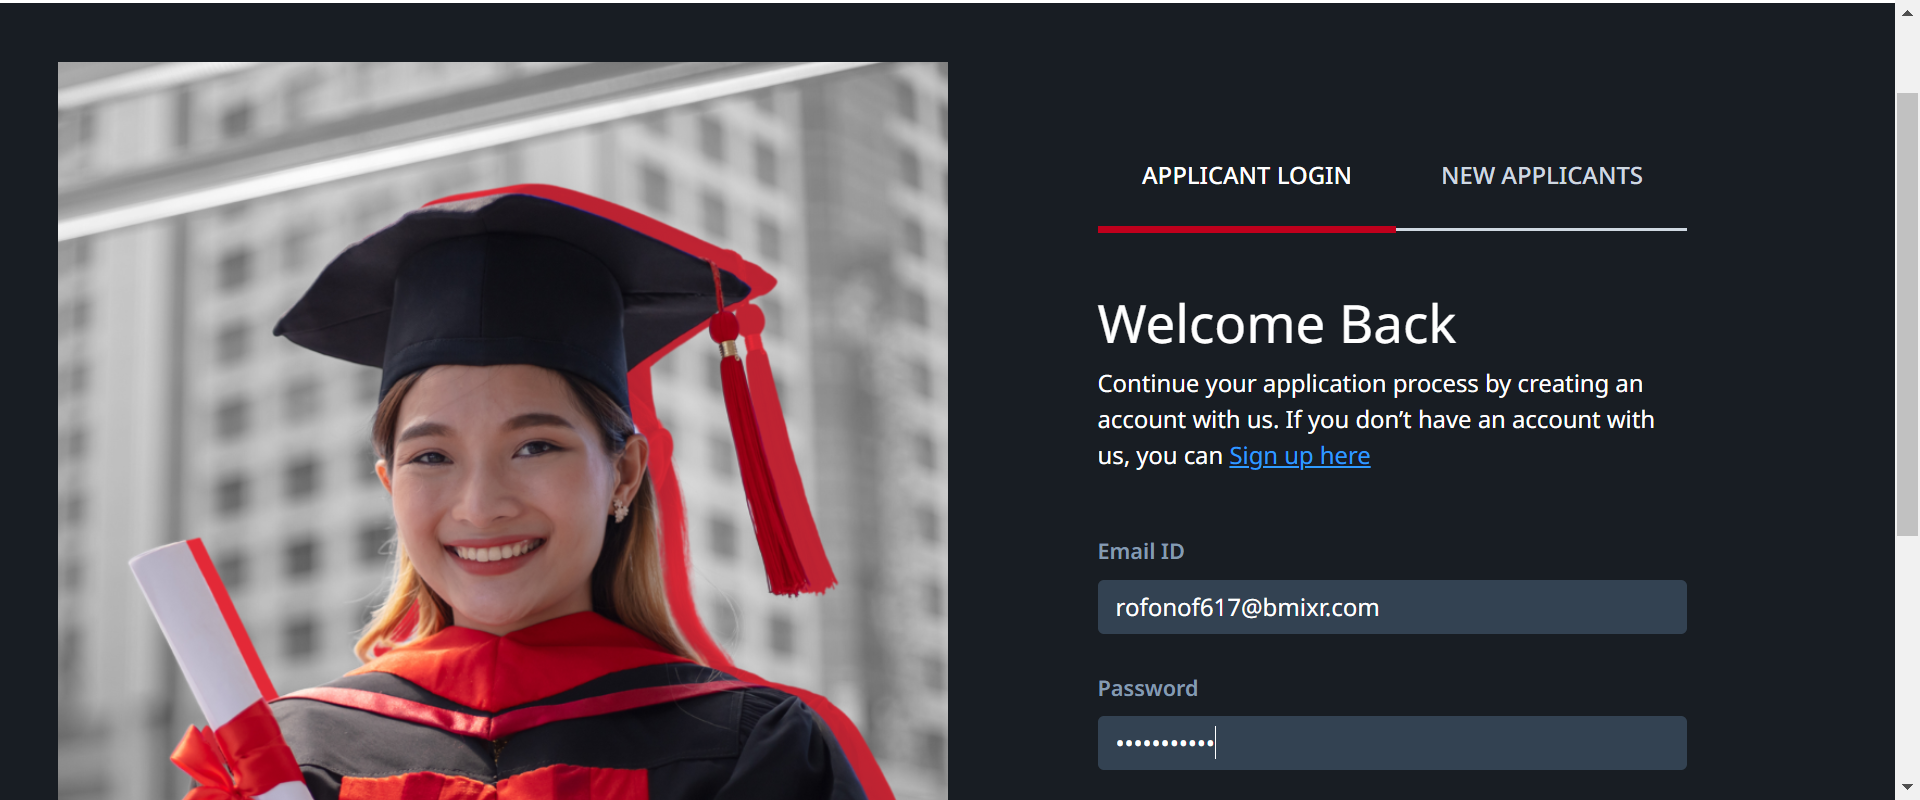 APPLICANT LOGIN
NEW APPLICANTS
Welcome Back
Continue your application process by creating an
account with us. If you don’t have an account with
us, you can Sign up here
Email ID
rofonof617@bmixr.com
Password
•••••••••••